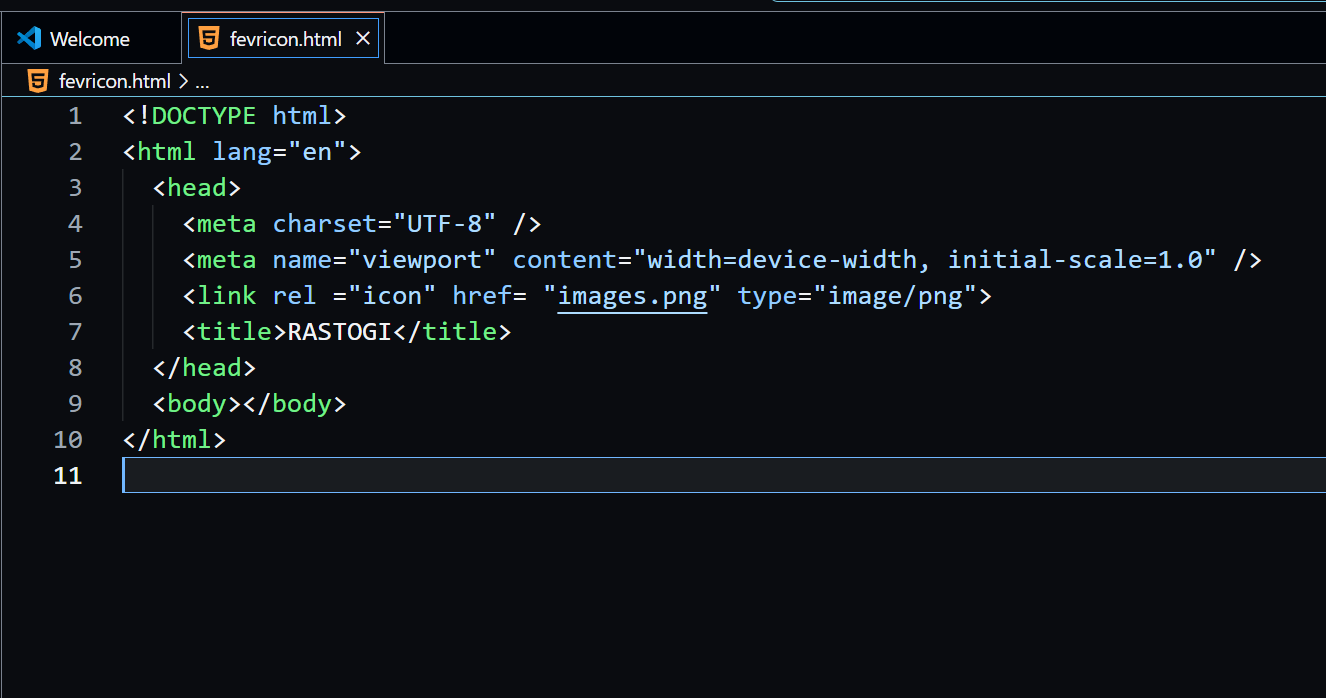 Welcome
fevricon.html
fevricon.html > ...
1 <!DOCTYPE html>
2 <html lang="en">
3   <head>
4     <meta charset="UTF-8" />
5     <meta name="viewport" content="width=device-width, initial-scale=1.0" />
6     <link rel ="icon" href= "images.png" type="image/png">
7     <title>RASTOGI</title>
8   </head>
9   <body></body>
10 </html>
11